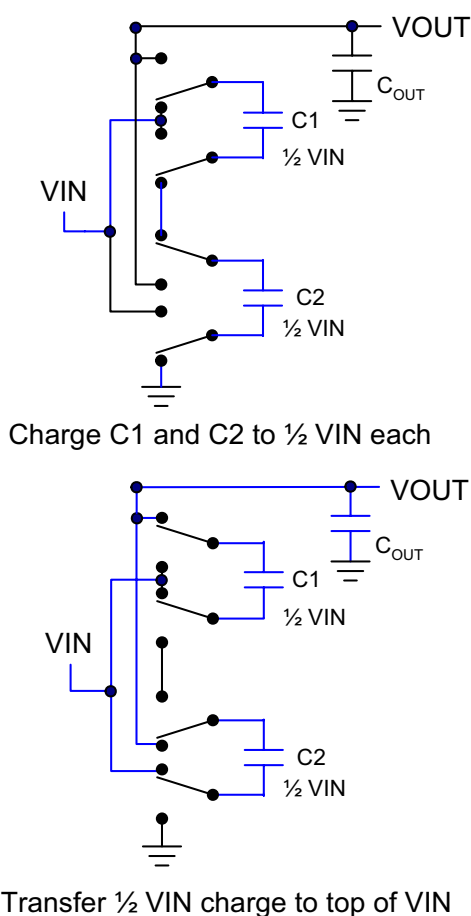 VOUT
C_OUT
C1
½ VIN
VIN
C2
½ VIN
Charge C1 and C2 to ½ VIN each
VOUT
C_OUT
C1
½ VIN
VIN
C2
½ VIN
Transfer ½ VIN charge to top of VIN